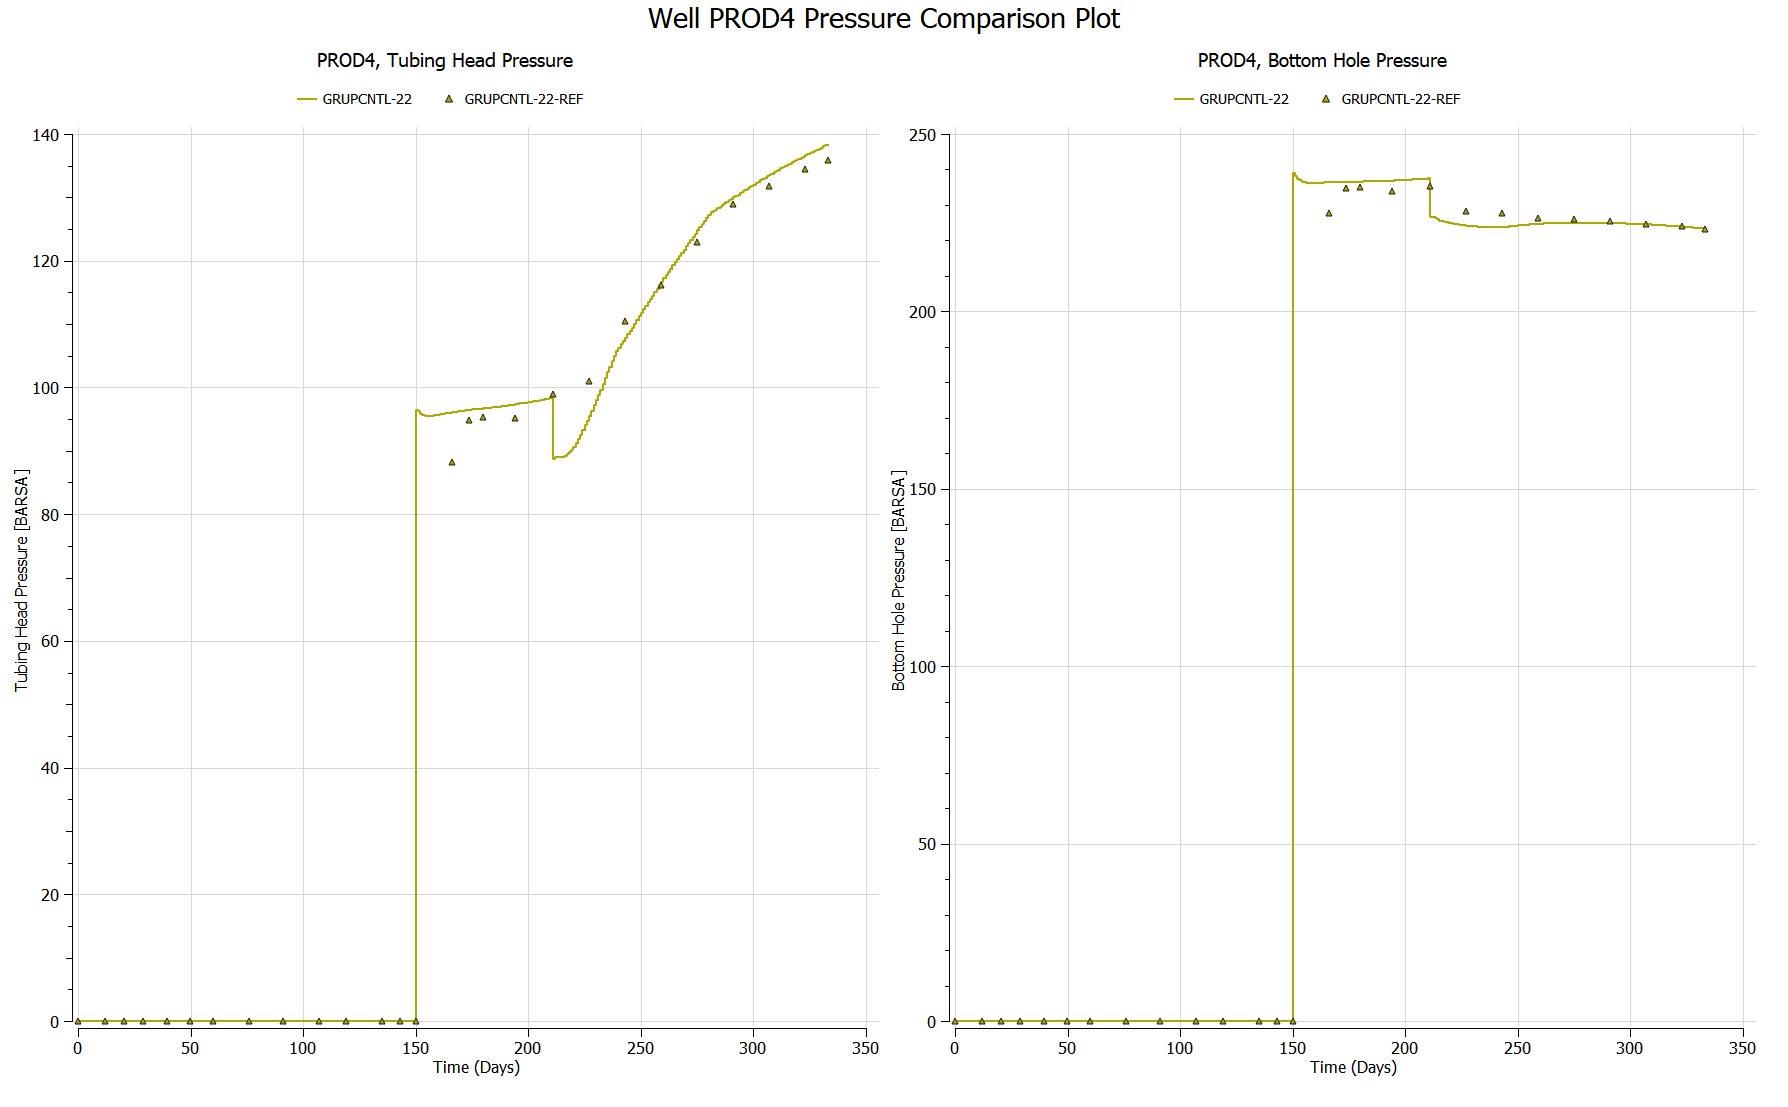 Well PROD4 Pressure Comparison Plot
PROD4, Tubing Head Pressure
GRUPCNTL-22
GRUPCNTL-22-REF
Tubing Head Pressure [BARSA]
140
120
100
80
60
40
20
0
0 50 100 150 200 250 300 350
Time (Days)
PROD4, Bottom Hole Pressure
GRUPCNTL-22
GRUPCNTL-22-REF
Bottom Hole Pressure [BARSA]
250
200
150
100
50
0
0 50 100 150 200 250 300 350
Time (Days)